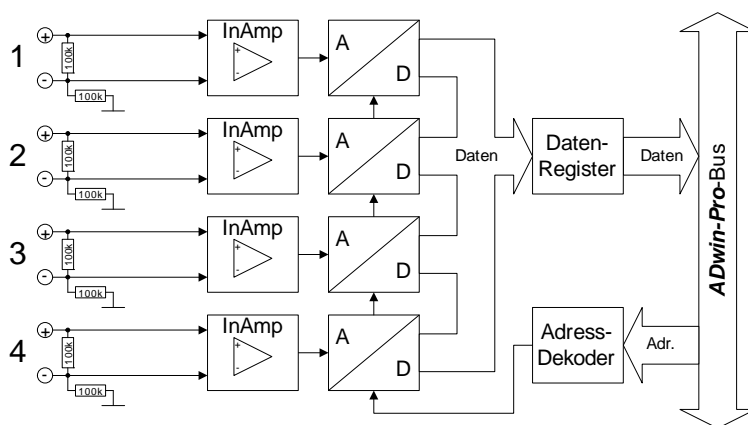 1
+
-
100k
100k
InAmp
+
-
A
D
2
+
-
100k
100k
InAmp
+
-
A
D
3
+
-
100k
100k
InAmp
+
-
A
D
4
+
-
100k
100k
InAmp
+
-
A
D
Daten
Daten-
Register
Daten
Adress-
Dekoder
Adr.
ADwin-Pro-Bus